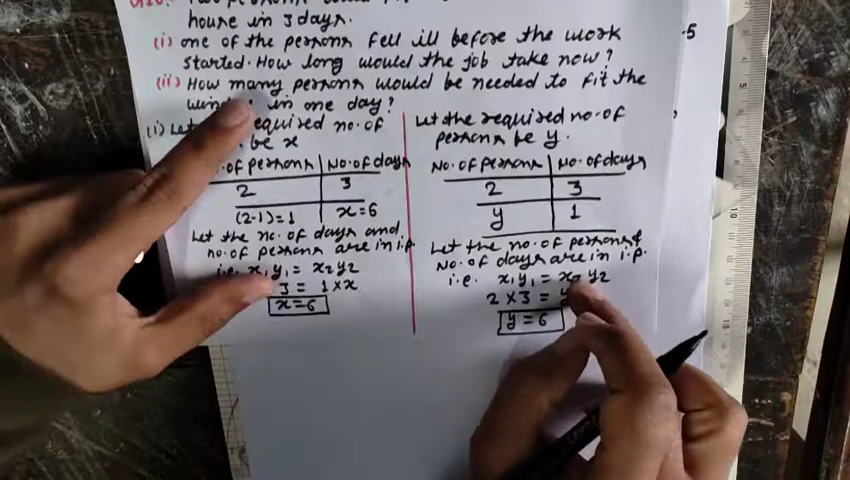 house in 3 days.
(i) one of the persons fell ill before the work
started. How long would the job take now?
(ii) How many persons would be needed to fit the
in one day?
(i) Let required no. of
be x
No. of persons No. of days
2 3
(2-1)=1 x=6
Let the no. of days and
no. of persons are in i.p
i.e. x₁y₁ = x₂y₂
3 = 1 × x
x=6
Let the required no. of
persons be y.
No. of persons No. of days
2 3
y 1
Let the no. of persons &
No. of days are in i.p.
i.e. x₁y₁ = x₂y₂
2 × 3 =
y = 6
-5